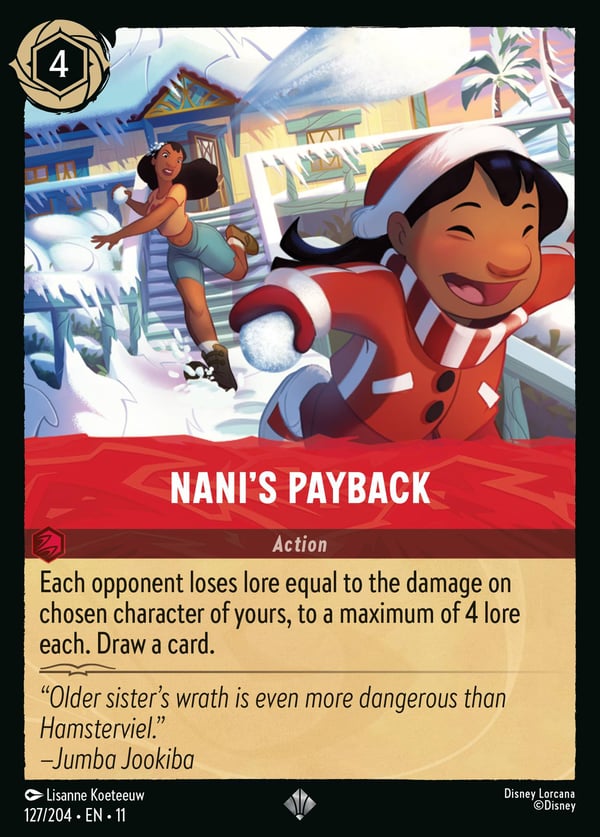 4
NANI'S PAYBACK
Action
Each opponent loses lore equal to the damage on
chosen character of yours, to a maximum of 4 lore
each. Draw a card.
“Older sister's wrath is even more dangerous than
Hamsterviel.”
–Jumba Jookiba
Lisanne Koeteeuw
127/204 • EN • 11
Disney Lorcana
©Disney